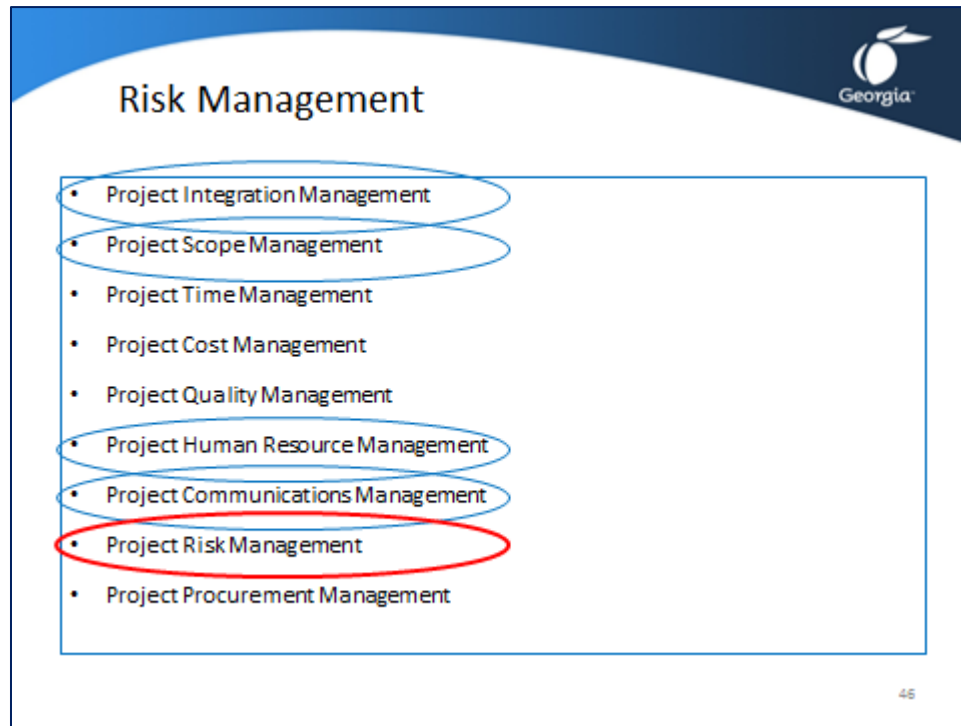 Risk Management
Georgia
• Project Integration Management
• Project Scope Management
• Project Time Management
• Project Cost Management
• Project Quality Management
• Project Human Resource Management
• Project Communications Management
• Project Risk Management
• Project Procurement Management
46